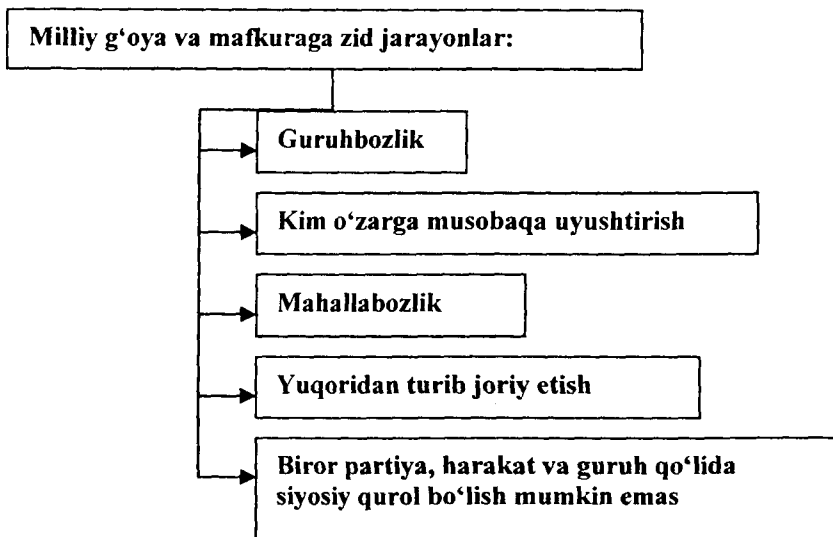 Milliy g‘oya va mafkuraga zid jarayonlar:
Guruhbozlik
Kim o‘zarga musobaqa uyushtirish
Mahallabozlik
Yuqoridan turib joriy etish
Biror partiya, harakat va guruh qo‘lida
siyosiy qurol bo‘lish mumkin emas